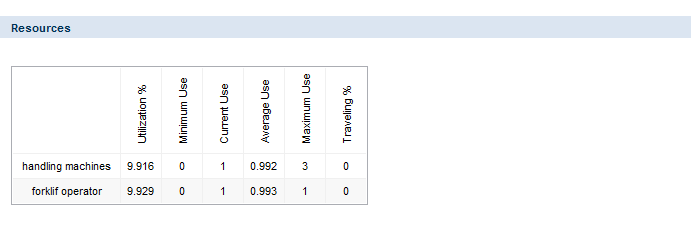 Resources
Utilization % Minimum Use Current Use Average Use Maximum Use Traveling %
handling machines 9.916 0 1 0.992 3 0
forklif operator 9.929 0 1 0.993 1 0